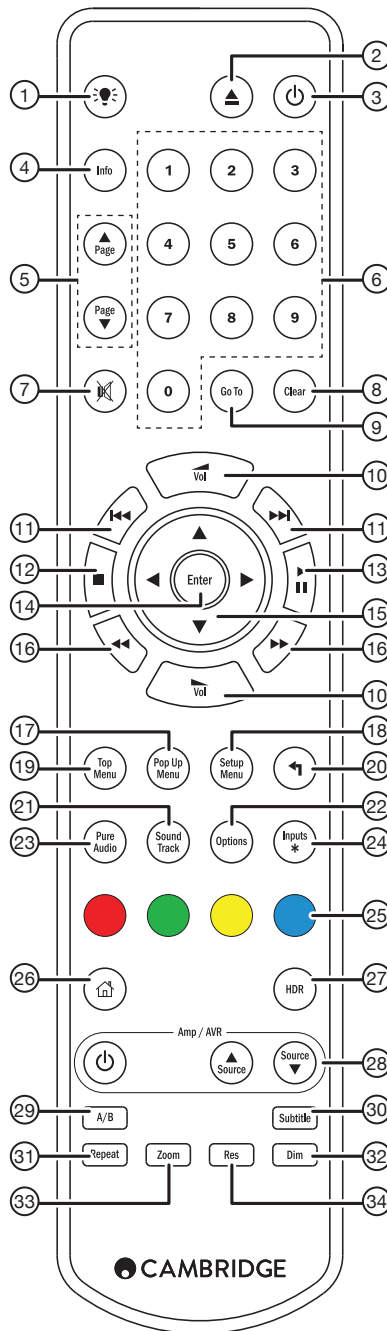 2
1
3
4
Info
1
2
3
Page
4
5
6
5
6
Page
7
8
9
7
0
Go To
Clear
8
9
Vol
10
11
11
12
13
Enter
14
15
16
16
Vol
10
17
18
19
Top Menu
Pop Up Menu
Setup Menu
20
21
22
23
Pure Audio
Sound Track
Options
Inputs *
24
25
26
HDR
27
Amp / AVR
Source
Source
28
29
A/B
Subtitle
30
31
Repeat
Zoom
Res
Dim
32
33
34
CAMBRIDGE